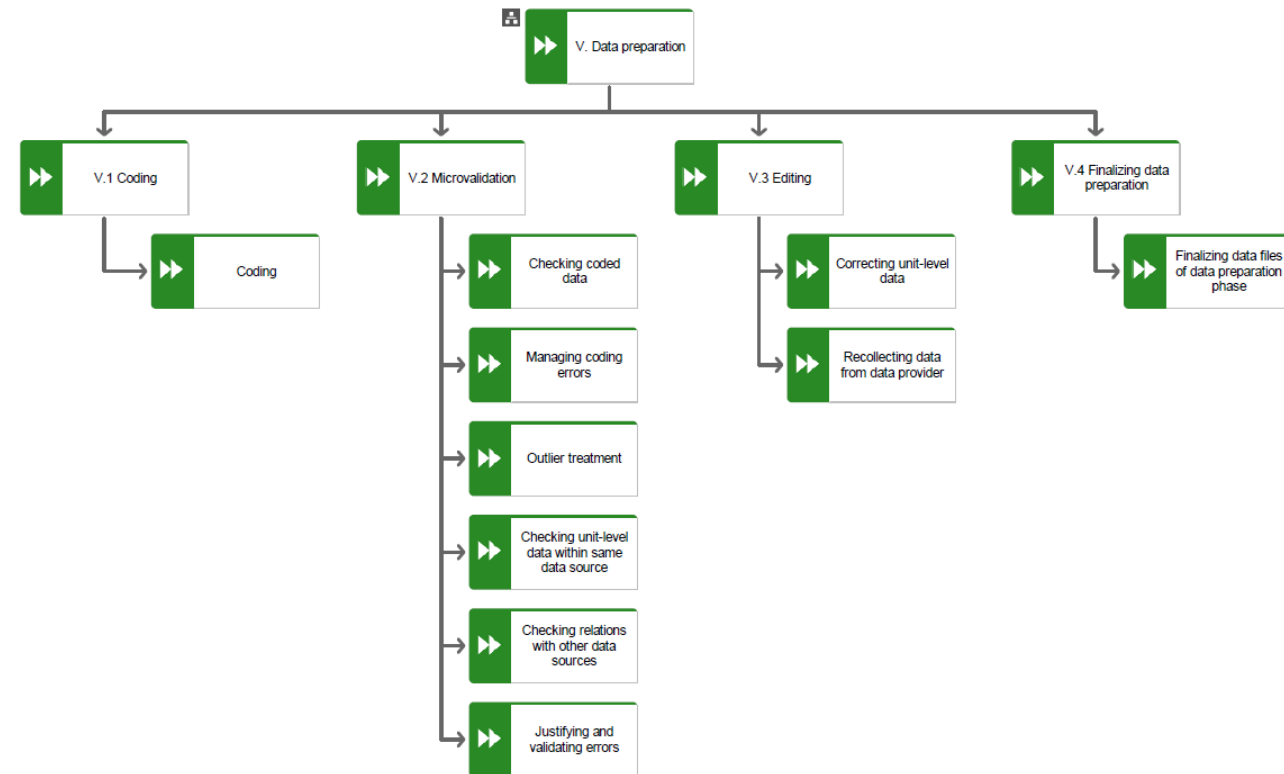 V. Data preparation
V.1 Coding
V.2 Microvalidation
V.3 Editing
V.4 Finalizing data
preparation
Coding
Checking coded
data
Managing coding
errors
Outlier treatment
Checking unit-level
data within same
data source
Checking relations
with other data
sources
Justifying and
validating errors
Correcting unit-level
data
Recollecting data
from data provider
Finalizing data files
of data preparation
phase